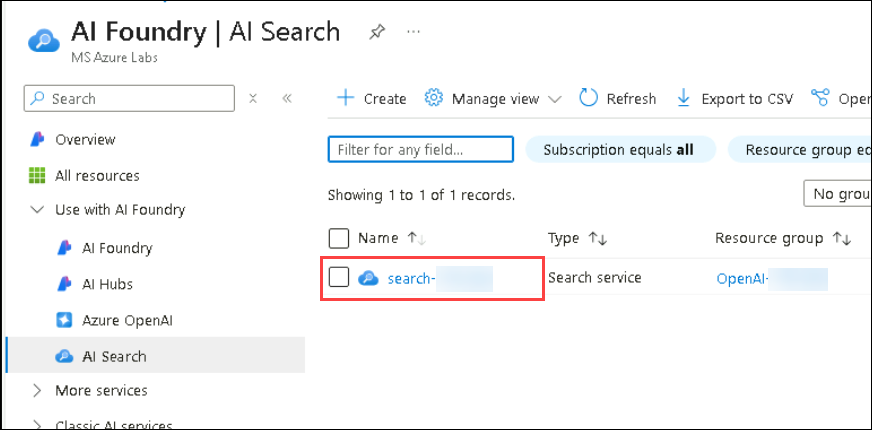 AI Foundry | AI Search
MS Azure Labs
Search
Overview
All resources
Use with AI Foundry
AI Foundry
AI Hubs
Azure OpenAI
AI Search
More services
Classic AI services
Create
Manage view
Refresh
Export to CSV
Open
Filter for any field...
Subscription equals all
Resource group eq
Showing 1 to 1 of 1 records.
No grou
Name Type Resource group
search- Search service OpenAI-